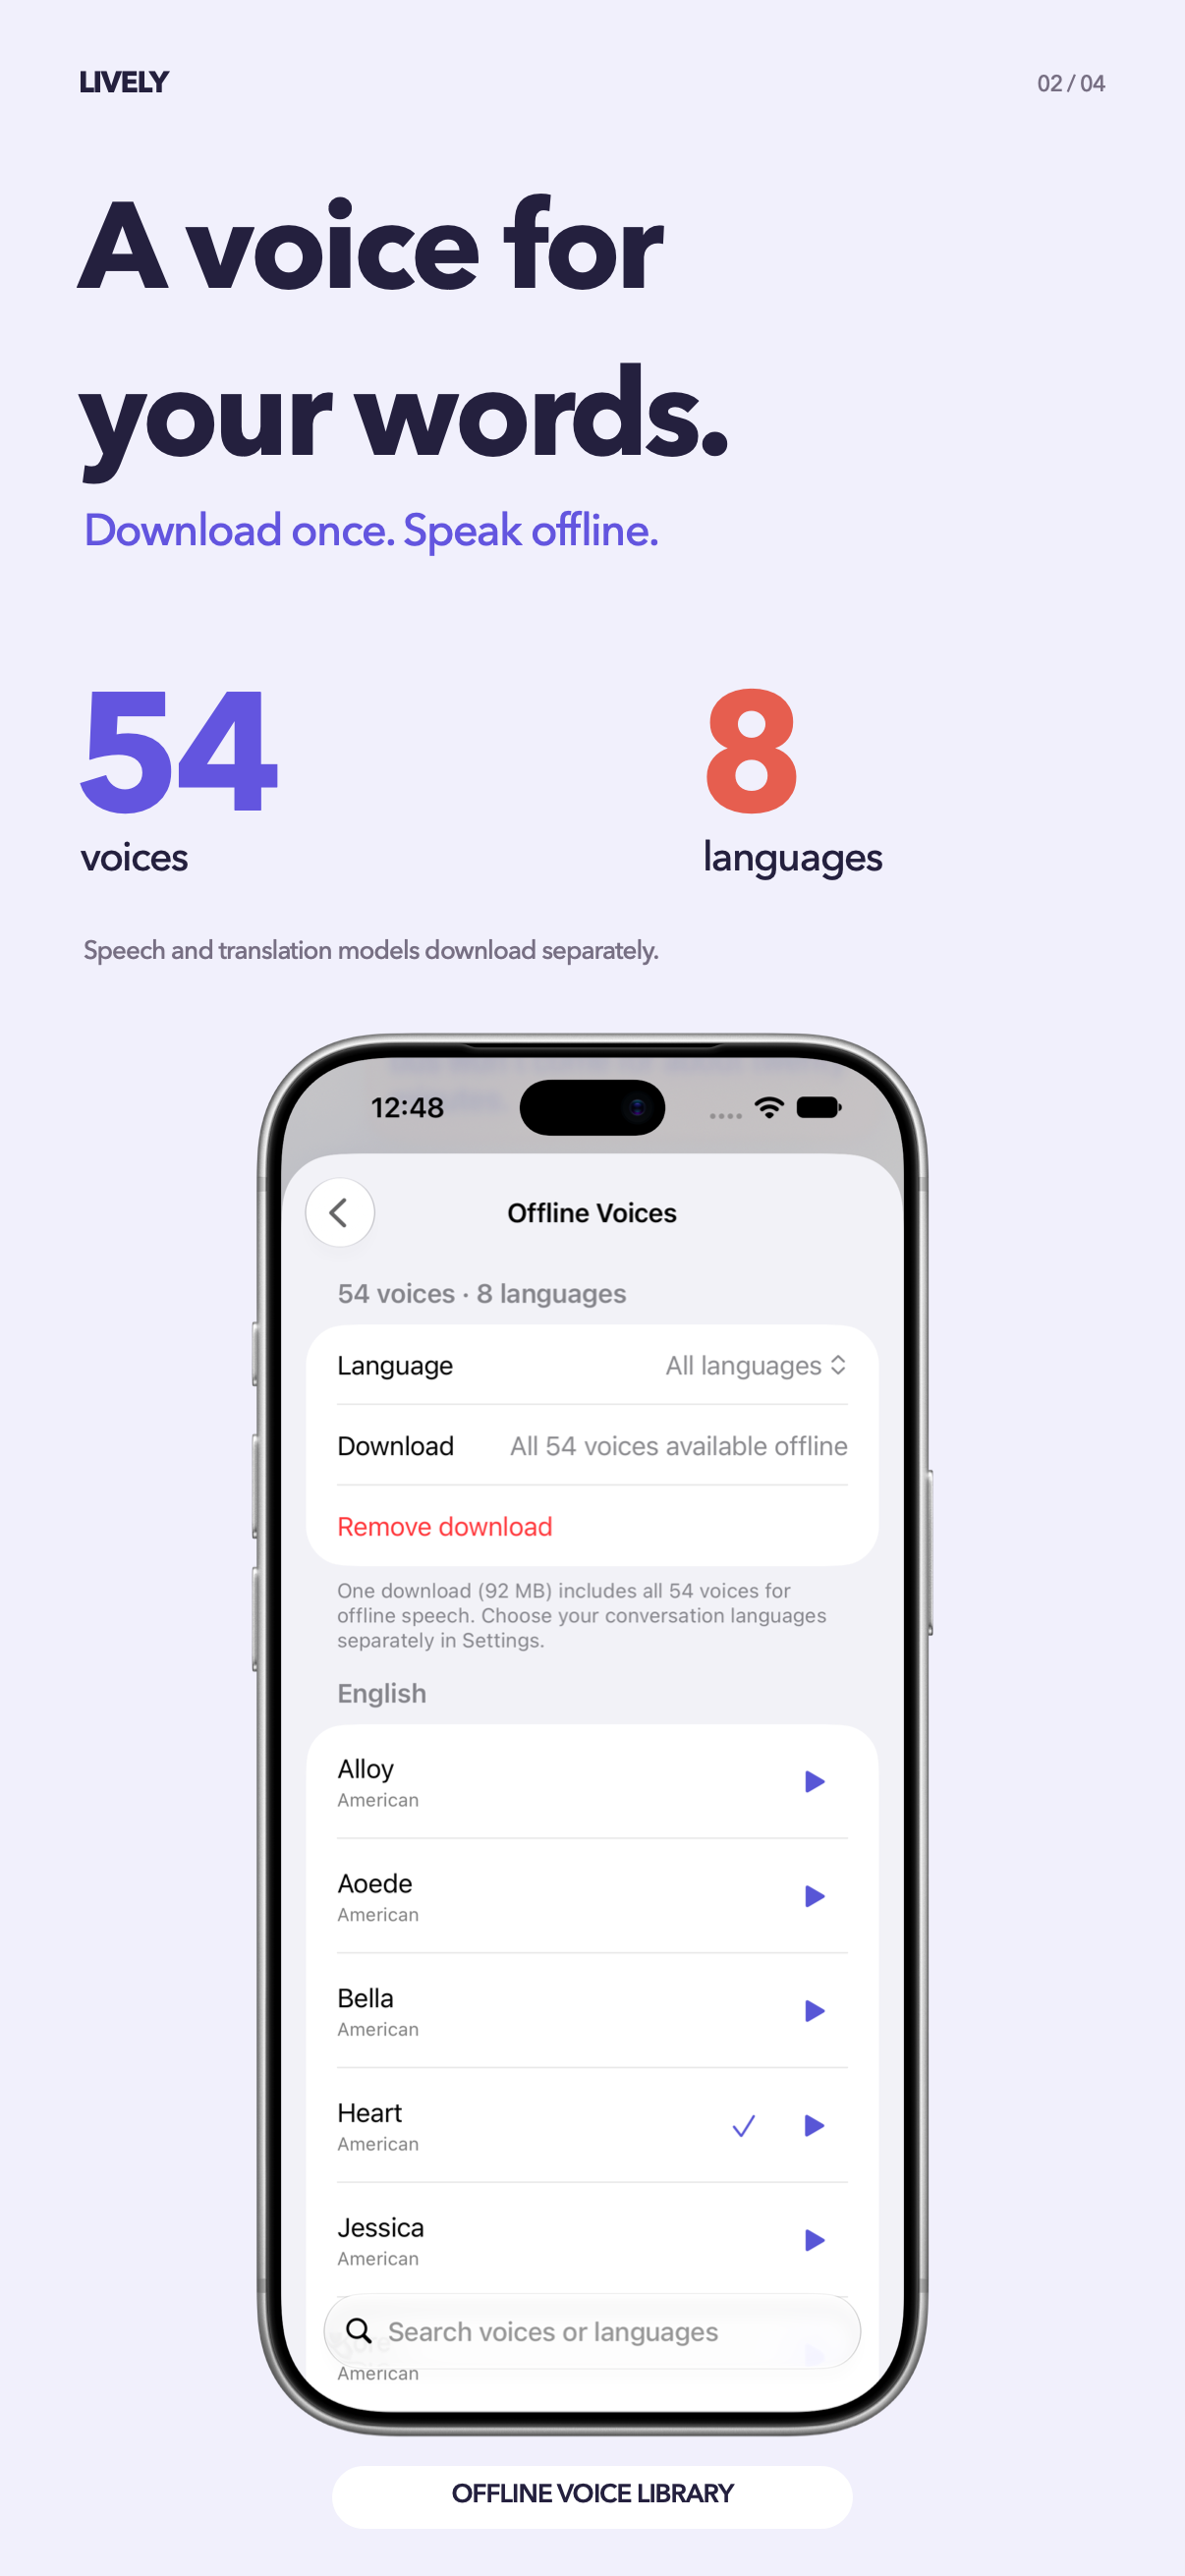 LIVELY
02 / 04
A voice for
your words.
Download once. Speak offline.
54
voices
8
languages
Speech and translation models download separately.
12:48
Offline Voices
54 voices · 8 languages
Language
All languages
Download
All 54 voices available offline
Remove download
One download (92 MB) includes all 54 voices for
offline speech. Choose your conversation languages
separately in Settings.
English
Alloy
American
Aoede
American
Bella
American
Heart
American
Jessica
American
Search voices or languages
American
OFFLINE VOICE LIBRARY